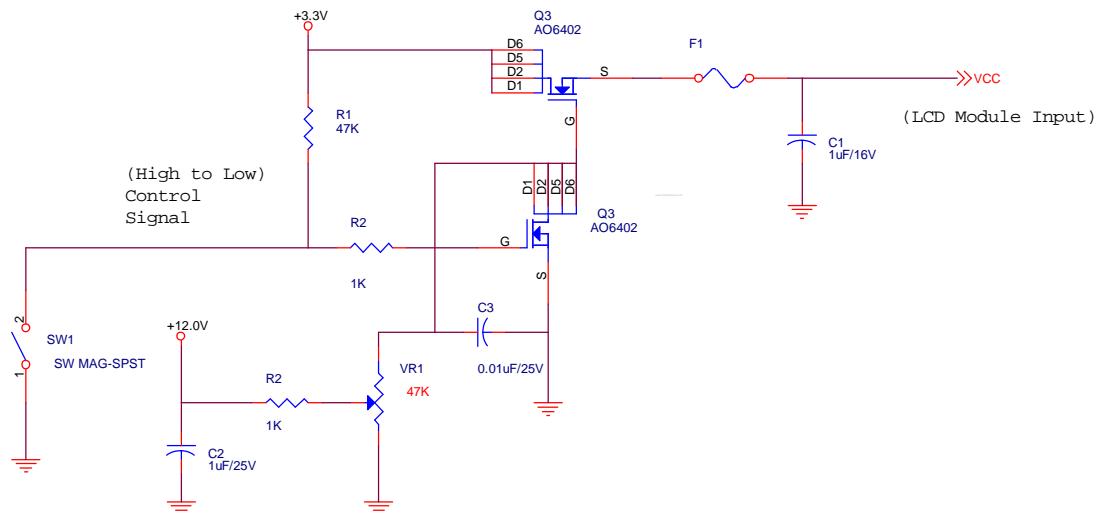 +3.3V
Q3
AO6402
D6
D5
D2
D1
S
G
F1
VCC
(LCD Module Input)
R1
47K
C1
1uF/16V
(High to Low)
Control
Signal
D1
D2
D5
D6
Q3
AO6402
R2
1K
G
S
2
SW1
SW MAG-SPST
1
+12.0V
C3
0.01uF/25V
R2
1K
VR1
47K
C2
1uF/25V